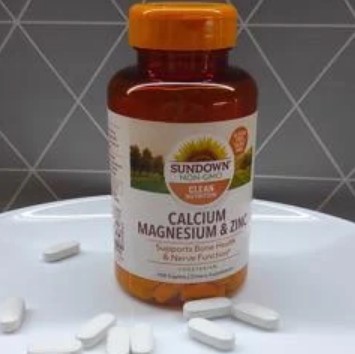 SUNDOWN
NON-GMO
CLEAN
NUTRITION
CALCIUM
MAGNESIUM & ZINC
Supports Bone Health
& Nerve Function*
VEGETARIAN